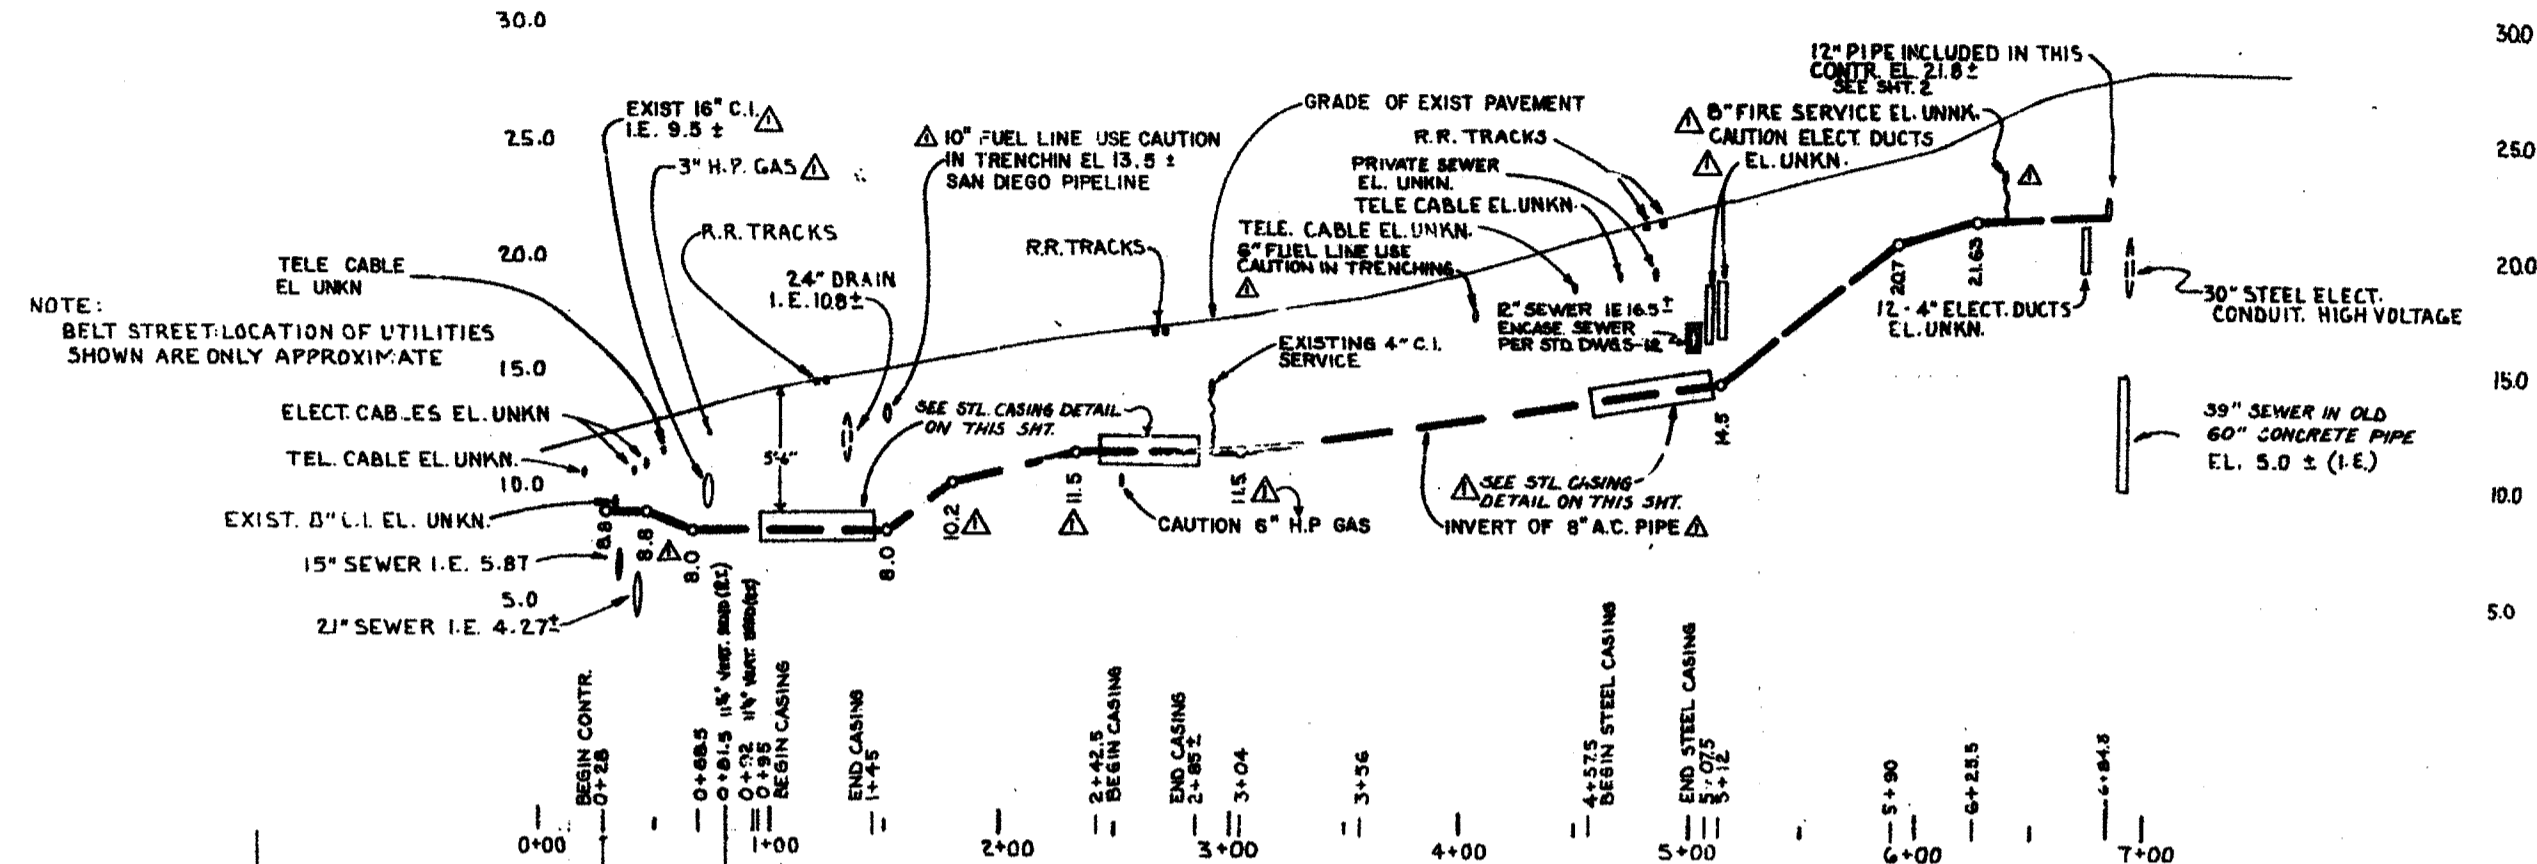 30.0
25.0
20.0
15.0
10.0
5.0
NOTE:
BELT STREET: LOCATION OF UTILITIES
SHOWN ARE ONLY APPROXIMATE
TELE CABLE
EL UNKN
ELECT. CAB_ES EL. UNKN
TEL. CABLE EL. UNKN.
EXIST. 8" C.I. EL. UNKN.
15" SEWER I.E. 5.87
21" SEWER I.E. 4.27±
EXIST 16" C.I.
I.E. 9.5 ±
3" H.P. GAS
R.R. TRACKS
24" DRAIN
I.E. 10.8±
10" FUEL LINE USE CAUTION
IN TRENCHIN EL 13.5 ±
SAN DIEGO PIPELINE
SEE STL. CASING DETAIL
ON THIS SHT.
R.R. TRACKS
GRADE OF EXIST PAVEMENT
R.R. TRACKS
PRIVATE SEWER
EL. UNKN.
TELE CABLE EL. UNKN.
TELE. CABLE EL. UNKN.
6" FUEL LINE USE
CAUTION IN TRENCHING
12" SEWER IE 16.5±
ENCASE SEWER
PER STD. DWG.
EXISTING 4" C.I.
SERVICE
12" PIPE INCLUDED IN THIS
CONTR. EL. 21.8 ±
SEE SHT. 2
8" FIRE SERVICE EL. UNNK.
CAUTION ELECT DUCTS
EL. UNKN.
12-4" ELECT. DUCTS
EL. UNKN.
30" STEEL ELECT.
CONDUIT. HIGH VOLTAGE
39" SEWER IN OLD
60" CONCRETE PIPE
EL. 5.0 ± (I.E.)
SEE STL. CASING
DETAIL ON THIS SHT.
INVERT OF 8" A.C. PIPE
CAUTION 6" H.P GAS
5'-6"
8.8
8.8
8.0
8.0
10.2
11.5
11.5
14.5
20.7
21.63
BEGIN CONTR.
0+28
0+68.5
0+81.5 11¼° VERT. BEND
0+92 11¼° VERT. BEND
0+95
BEGIN CASING
END CASING
1+45
2+42.5
BEGIN CASING
END CASING
2+85±
3+04
3+56
4+57.5
BEGIN STEEL CASING
END STEEL CASING
5+07.5
5+12
5+90
6+25.5
6+84.8
0+00
1+00
2+00
3+00
4+00
5+00
6+00
7+00
30.0
25.0
20.0
15.0
10.0
5.0